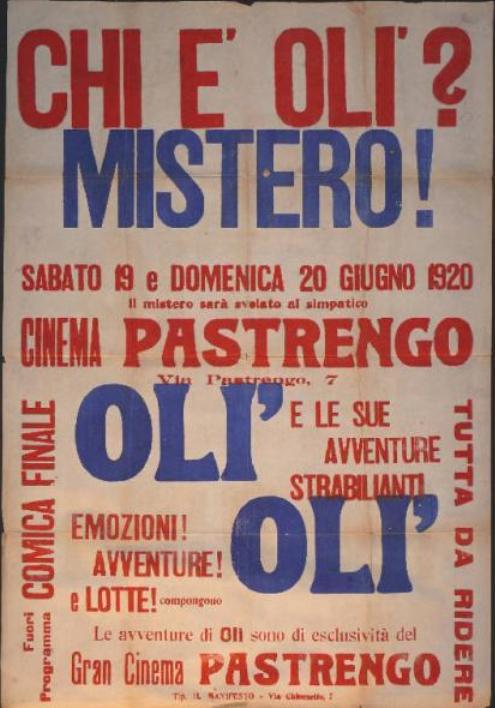 CHI E' OLI'?
MISTERO!
SABATO 19 e DOMENICA 20 GIUGNO 1920
il mistero sarà svelato al simpatico
CINEMA PASTRENGO
Via Pastrengo, 7
OLI' E LE SUE
AVVENTURE
STRABILIANTI
EMOZIONI!
AVVENTURE!
e LOTTE! compongono
OLI'
Fuori Programma COMICA FINALE
TUTTA DA RIDERE
Le avventure di Oli sono di esclusività del
Gran Cinema PASTRENGO
Tip. IL MANIFESTO - Via